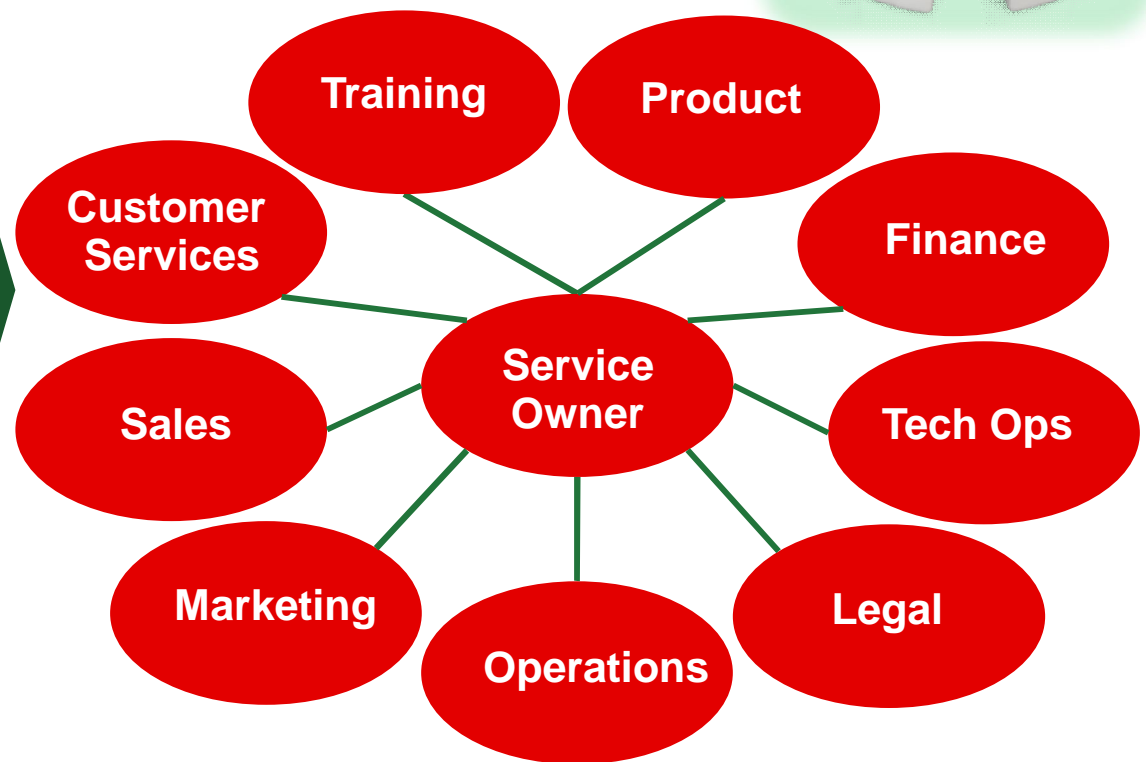 Training
Product
Customer
Services
Finance
Service
Owner
Sales
Tech Ops
Marketing
Legal
Operations